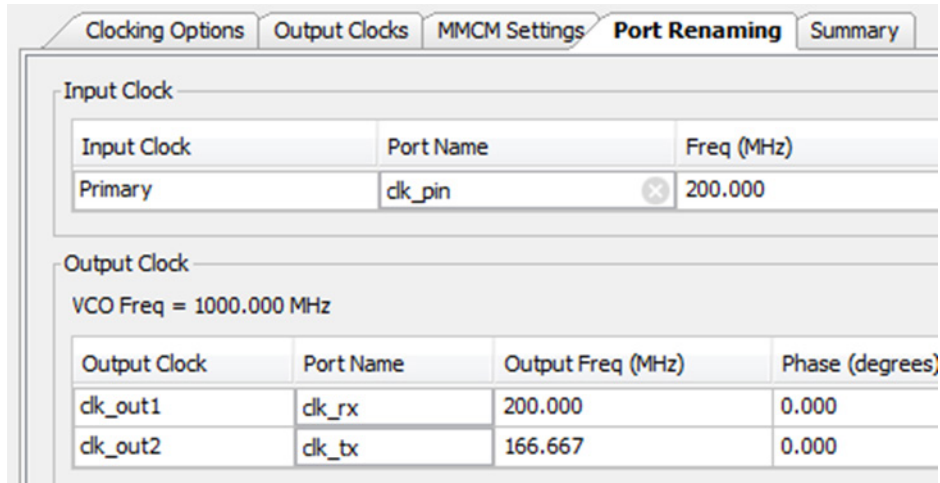 Clocking Options Output Clocks MMCM Settings Port Renaming Summary
Input Clock
Input Clock Port Name Freq (MHz)
Primary clk_pin 200.000
Output Clock
VCO Freq = 1000.000 MHz
Output Clock Port Name Output Freq (MHz) Phase (degrees)
clk_out1 clk_rx 200.000 0.000
clk_out2 clk_tx 166.667 0.000